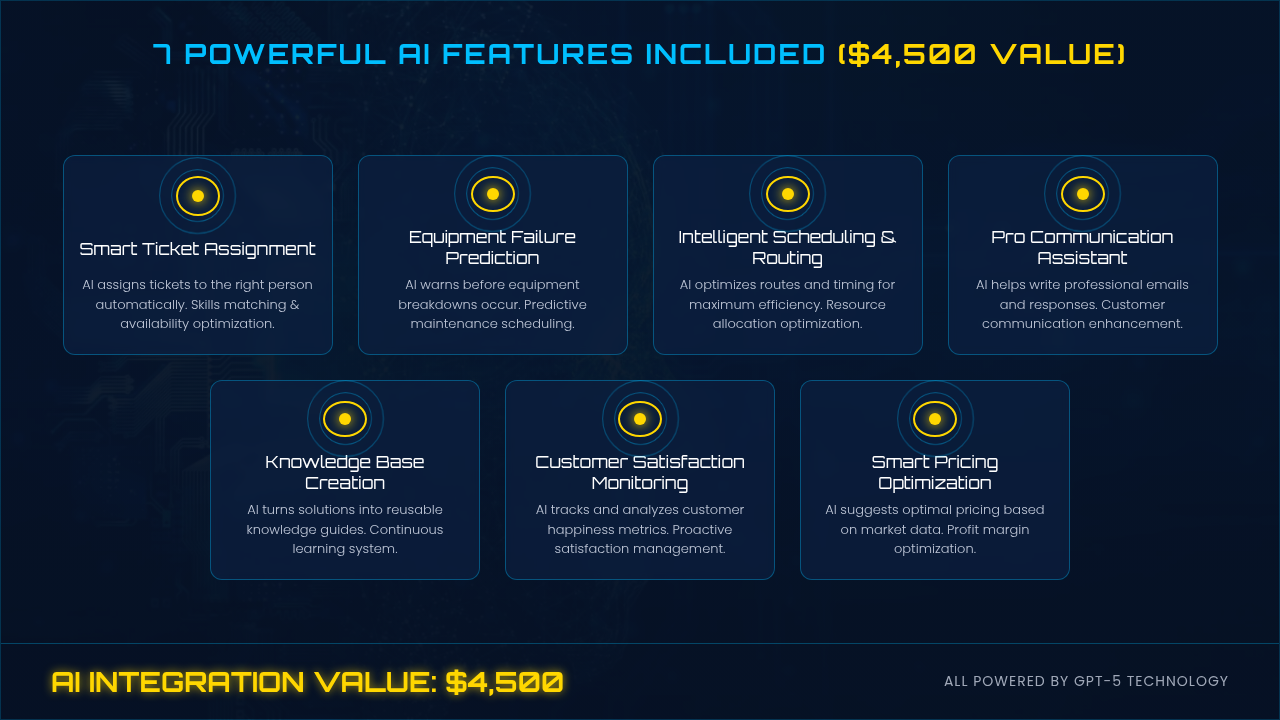 7 POWERFUL AI FEATURES INCLUDED ($4,500 VALUE)
Smart Ticket Assignment
AI assigns tickets to the right person
automatically. Skills matching &
availability optimization.
Equipment Failure
Prediction
AI warns before equipment
breakdowns occur. Predictive
maintenance scheduling.
Intelligent Scheduling &
Routing
AI optimizes routes and timing for
maximum efficiency. Resource
allocation optimization.
Pro Communication
Assistant
AI helps write professional emails
and responses. Customer
communication enhancement.
Knowledge Base
Creation
AI turns solutions into reusable
knowledge guides. Continuous
learning system.
Customer Satisfaction
Monitoring
AI tracks and analyzes customer
happiness metrics. Proactive
satisfaction management.
Smart Pricing
Optimization
AI suggests optimal pricing based
on market data. Profit margin
optimization.
AI INTEGRATION VALUE: $4,500
ALL POWERED BY GPT-5 TECHNOLOGY